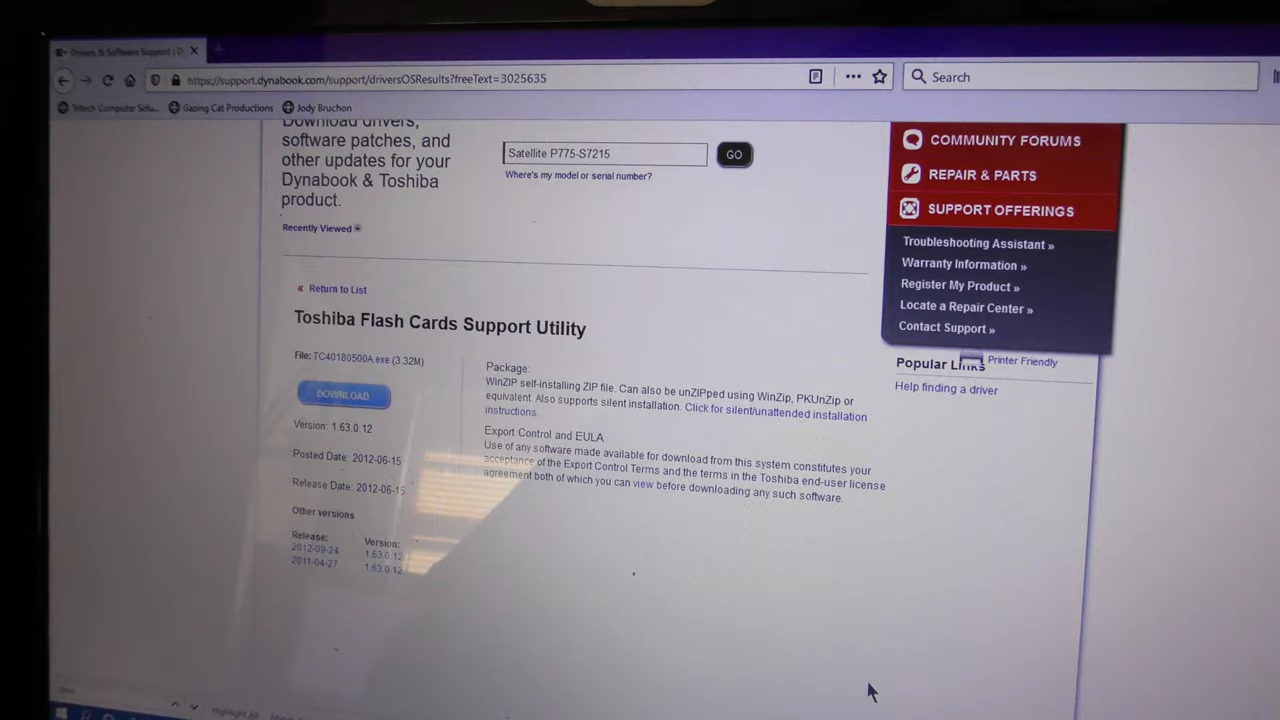 Drivers & Software Support | D
https://support.dynabook.com/support/driversOSResults?freeText=3025635
Search
Tritech Computer Solu...
Gazing Cat Productions
Jody Bruchon
Download drivers,
software patches, and
other updates for your
Dynabook & Toshiba
product.
Recently Viewed
Satellite P775-S7215
GO
Where's my model or serial number?
COMMUNITY FORUMS
REPAIR & PARTS
SUPPORT OFFERINGS
Troubleshooting Assistant »
Warranty Information »
Register My Product »
Locate a Repair Center »
Contact Support »
« Return to List
Toshiba Flash Cards Support Utility
Printer Friendly
Popular Links
Help finding a driver
File: TC40180500A.exe (3.32M)
DOWNLOAD
Version: 1.63.0.12
Posted Date: 2012-06-15
Release Date: 2012-06-15
Other versions
Release: Version:
2012-09-24 1.63.0.12
2011-04-27 1.63.0.12
Package:
WinZIP self-installing ZIP file. Can also be unZIPped using WinZip, PKUnZip or
equivalent. Also supports silent installation. Click for silent/unattended installation
instructions.
Export Control and EULA
Use of any software made available for download from this system constitutes your
acceptance of the Export Control Terms and the terms in the Toshiba end-user license
agreement both of which you can view before downloading any such software.
Highlight All